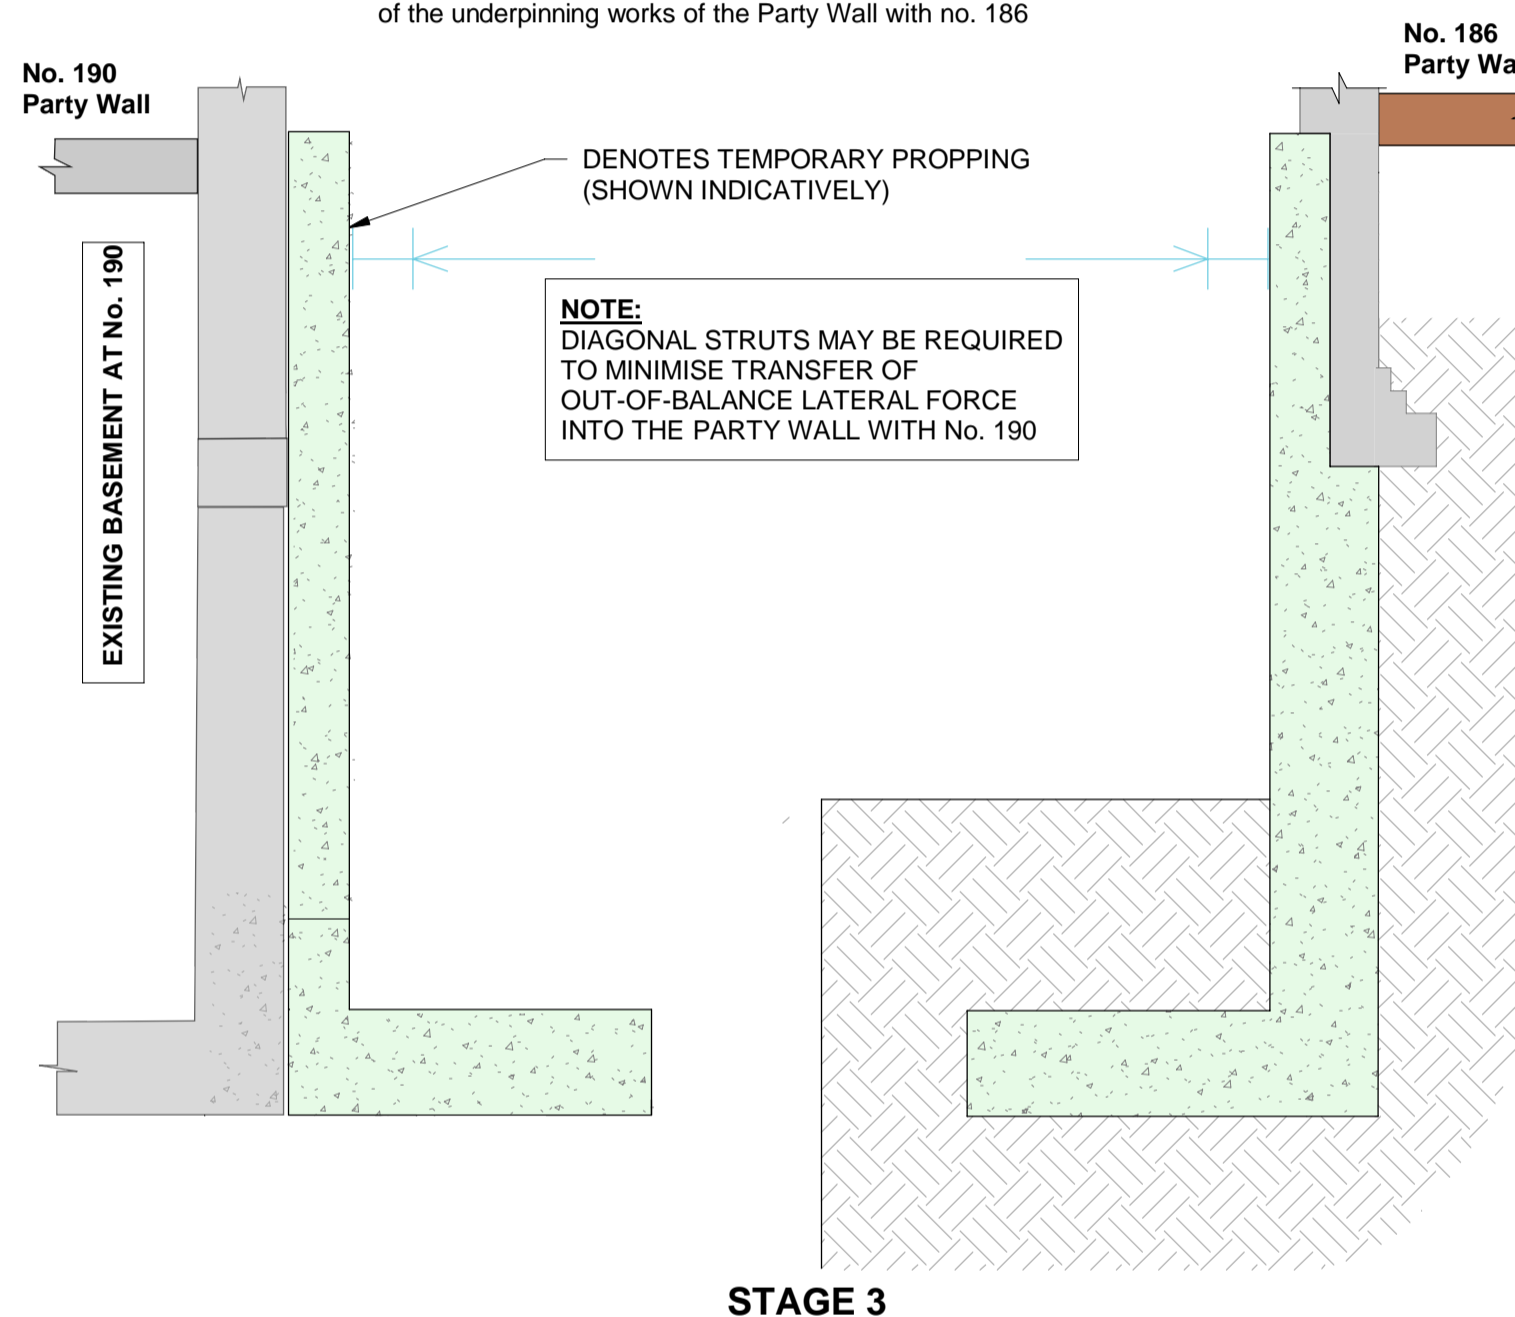 of the underpinning works of the Party Wall with no. 186
No. 190
Party Wall
No. 186
Party Wa
DENOTES TEMPORARY PROPPING
(SHOWN INDICATIVELY)
EXISTING BASEMENT AT No. 190
NOTE:
DIAGONAL STRUTS MAY BE REQUIRED
TO MINIMISE TRANSFER OF
OUT-OF-BALANCE LATERAL FORCE
INTO THE PARTY WALL WITH No. 190
STAGE 3